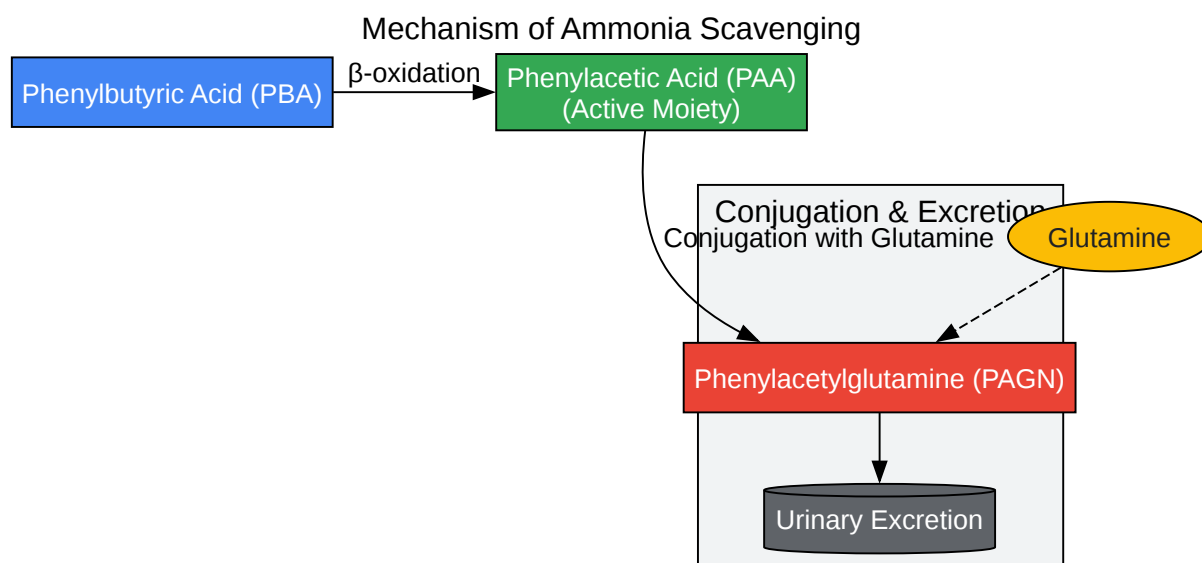 Mechanism of Ammonia Scavenging
Phenylbutyric Acid (PBA)
β-oxidation
Phenylacetic Acid (PAA)
(Active Moiety)
Conjugation & Excretion
Conjugation with Glutamine
Glutamine
Phenylacetylglutamine (PAGN)
Urinary Excretion